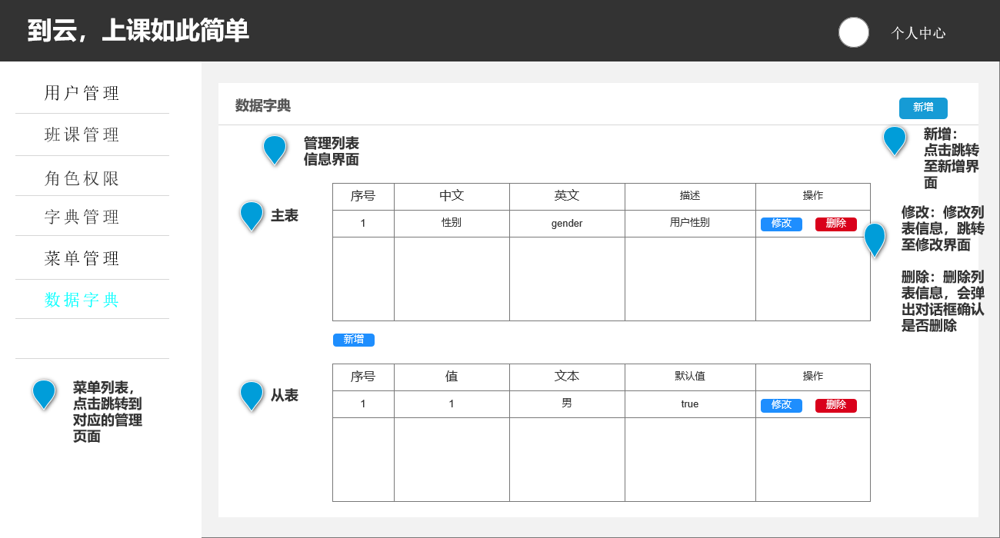 到云，上课如此简单
个人中心
用户管理
班课管理
角色权限
字典管理
菜单管理
数据字典
菜单列表，
点击跳转到
对应的管理
页面
数据字典
新增
管理列表
信息界面
新增：
点击跳转
至新增界
面
主表
序号 中文 英文 描述 操作
1 性别 gender 用户性别 修改 删除
修改：修改列
表信息，跳转
至修改界面
删除：删除列
表信息，会弹
出对话框确认
是否删除
新增
从表
序号 值 文本 默认值 操作
1 1 男 true 修改 删除